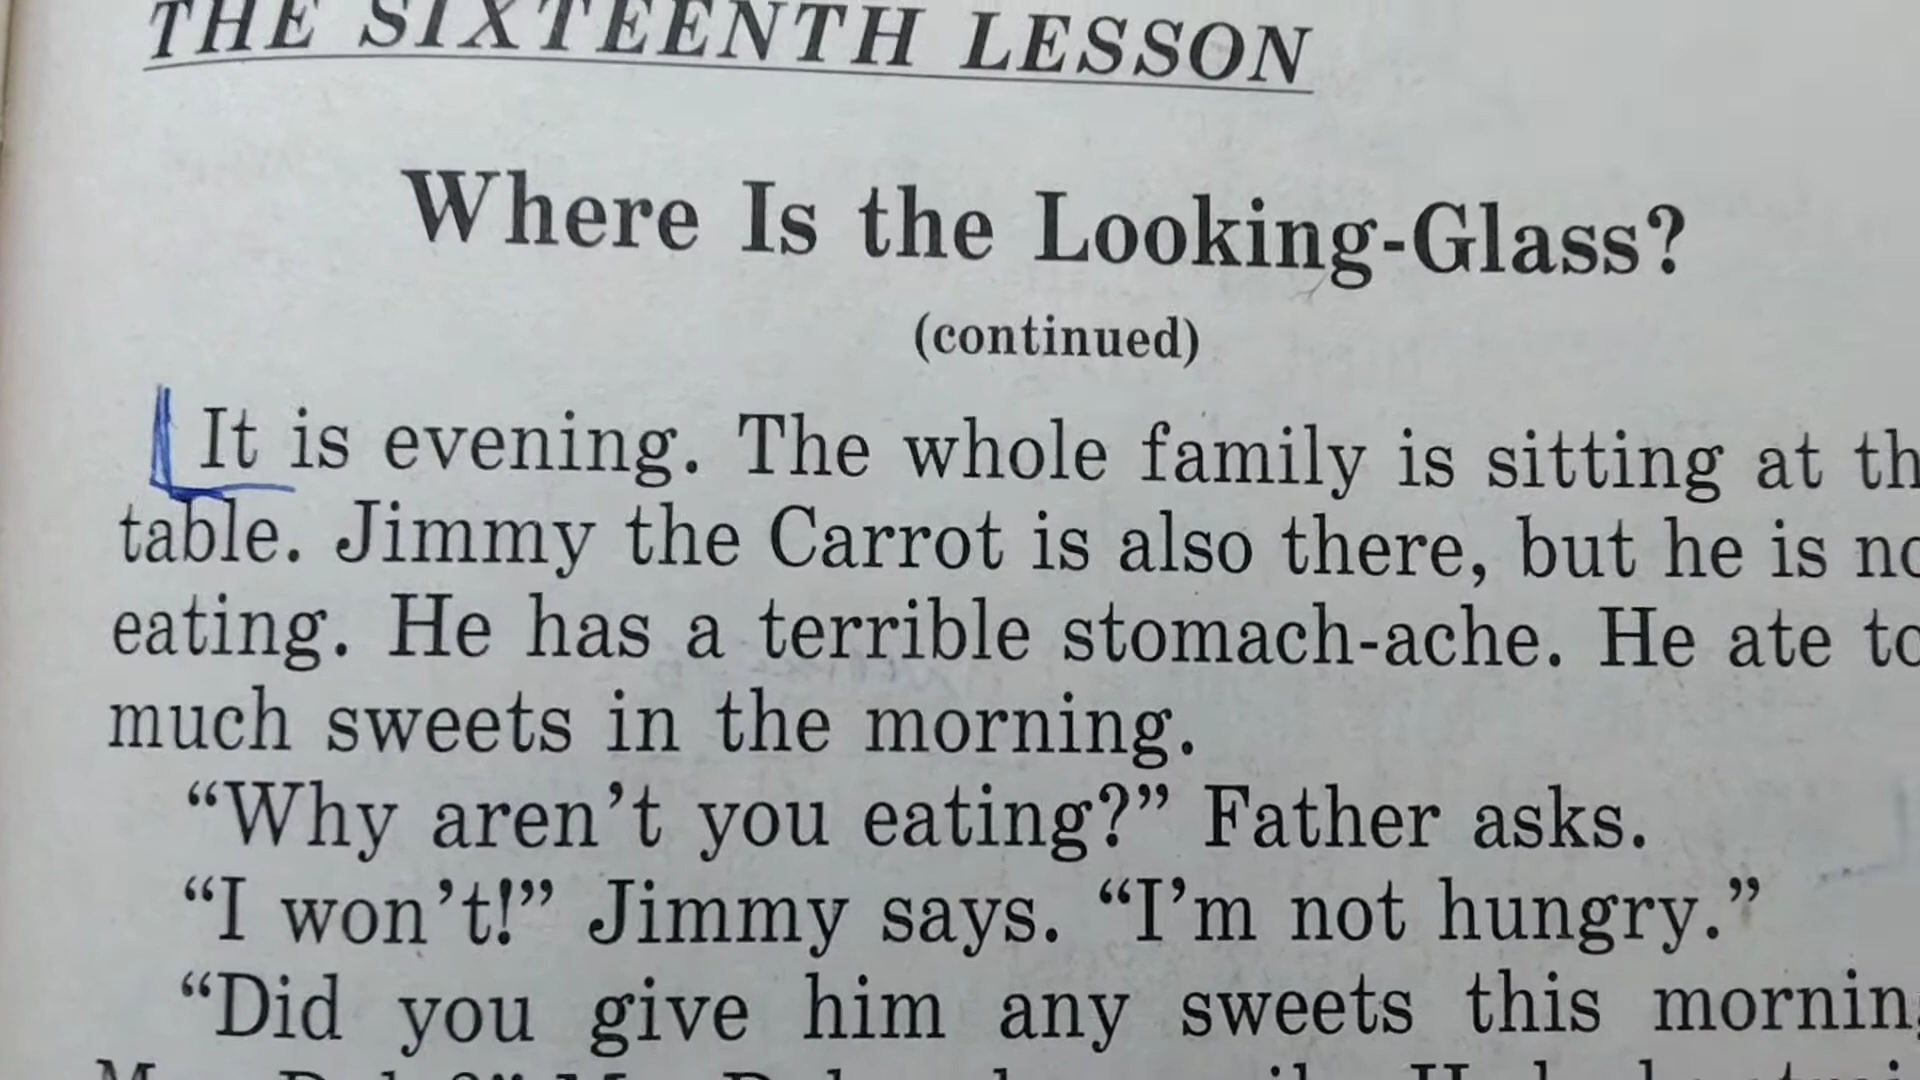 THE SIXTEENTH LESSON
Where Is the Looking-Glass?
(continued)
It is evening. The whole family is sitting at th
table. Jimmy the Carrot is also there, but he is no
eating. He has a terrible stomach-ache. He ate to
much sweets in the morning.
“Why aren’t you eating?” Father asks.
“I won’t!” Jimmy says. “I’m not hungry.”
“Did you give him any sweets this mornin